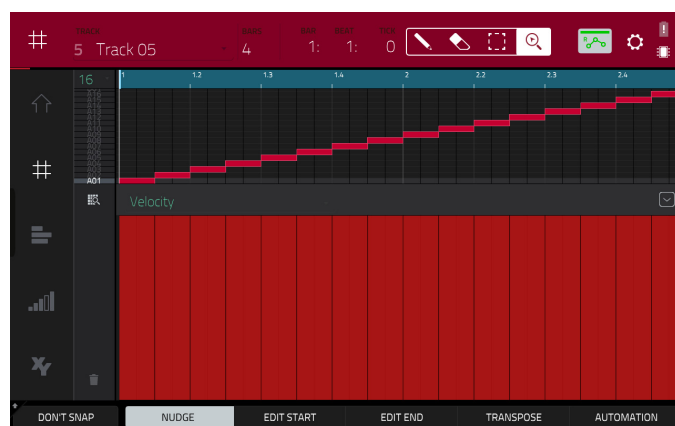 TRACK BARS BAR BEAT TICK
5 Track 05 4 1: 1: 0
16 1 1.2 1.3 1.4 2 2.2 2.3 2.4
A16
A15
A01
Velocity
DON'T SNAP NUDGE EDIT START EDIT END TRANSPOSE AUTOMATION